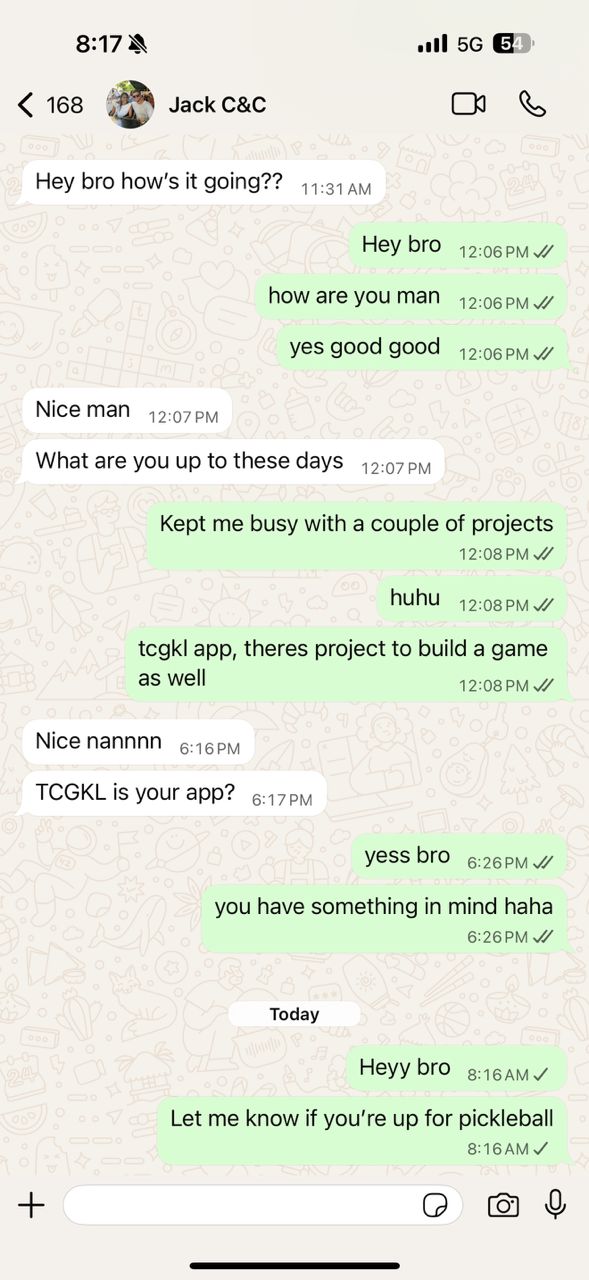 8:17
5G
54
168
Jack C&C
Hey bro how's it going??
11:31 AM
Hey bro
12:06 PM
how are you man
12:06 PM
yes good good
12:06 PM
Nice man
12:07 PM
What are you up to these days
12:07 PM
Kept me busy with a couple of projects
12:08 PM
huhu
12:08 PM
tcgkl app, theres project to build a game
as well
12:08 PM
Nice nannnn
6:16 PM
TCGKL is your app?
6:17 PM
yess bro
6:26 PM
you have something in mind haha
6:26 PM
Today
Heyy bro
8:16 AM
Let me know if you're up for pickleball
8:16 AM